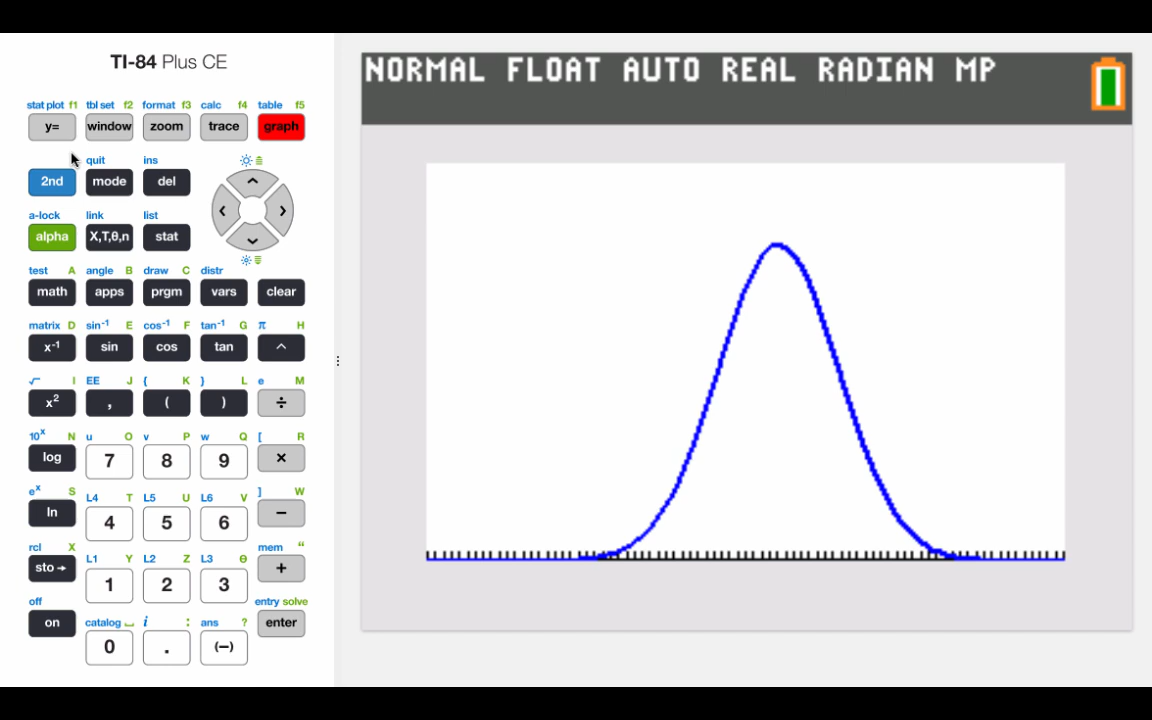 TI-84 Plus CE
NORMAL FLOAT AUTO REAL RADIAN MP
stat plot f1 tbl set f2 format f3 calc f4 table f5
y= window zoom trace graph
quit ins
2nd mode del
a-lock link list
alpha X,T,θ,n stat
test A angle B draw C distr
math apps prgm vars clear
matrix D sin⁻¹ E cos⁻¹ F tan⁻¹ G π H
x⁻¹ sin cos tan ^
√ I EE J { K } L e M
x² , ( ) ÷
10ˣ N u O v P w Q [ R
log 7 8 9 ×
eˣ S L4 T L5 U L6 V ] W
ln 4 5 6 −
rcl X L1 Y L2 Z L3 θ mem “
sto→ 1 2 3 +
off catalog ⎵ i : ans ? entry solve
on 0 . (−) enter